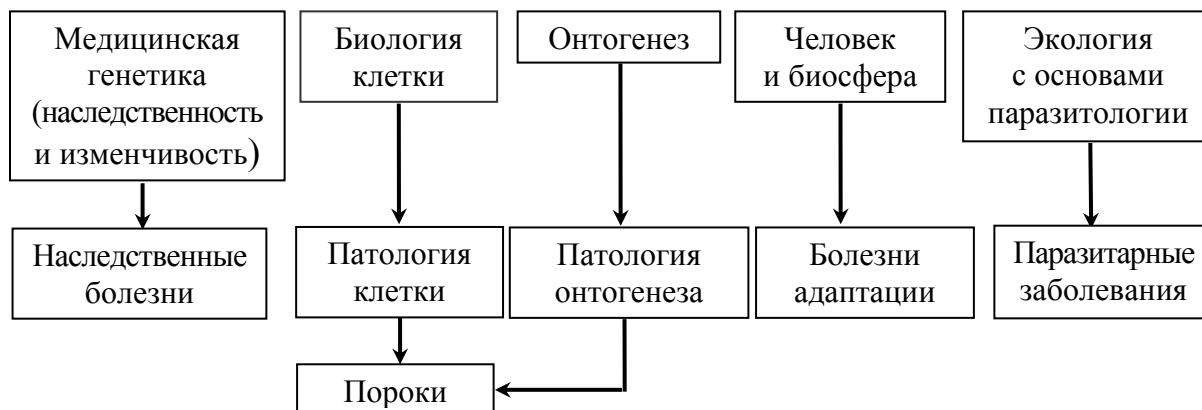 Медицинская
генетика
(наследственность
и изменчивость)
Биология
клетки
Онтогенез
Человек
и биосфера
Экология
с основами
паразитологии
Наследственные
болезни
Патология
клетки
Патология
онтогенеза
Болезни
адаптации
Паразитарные
заболевания
Пороки